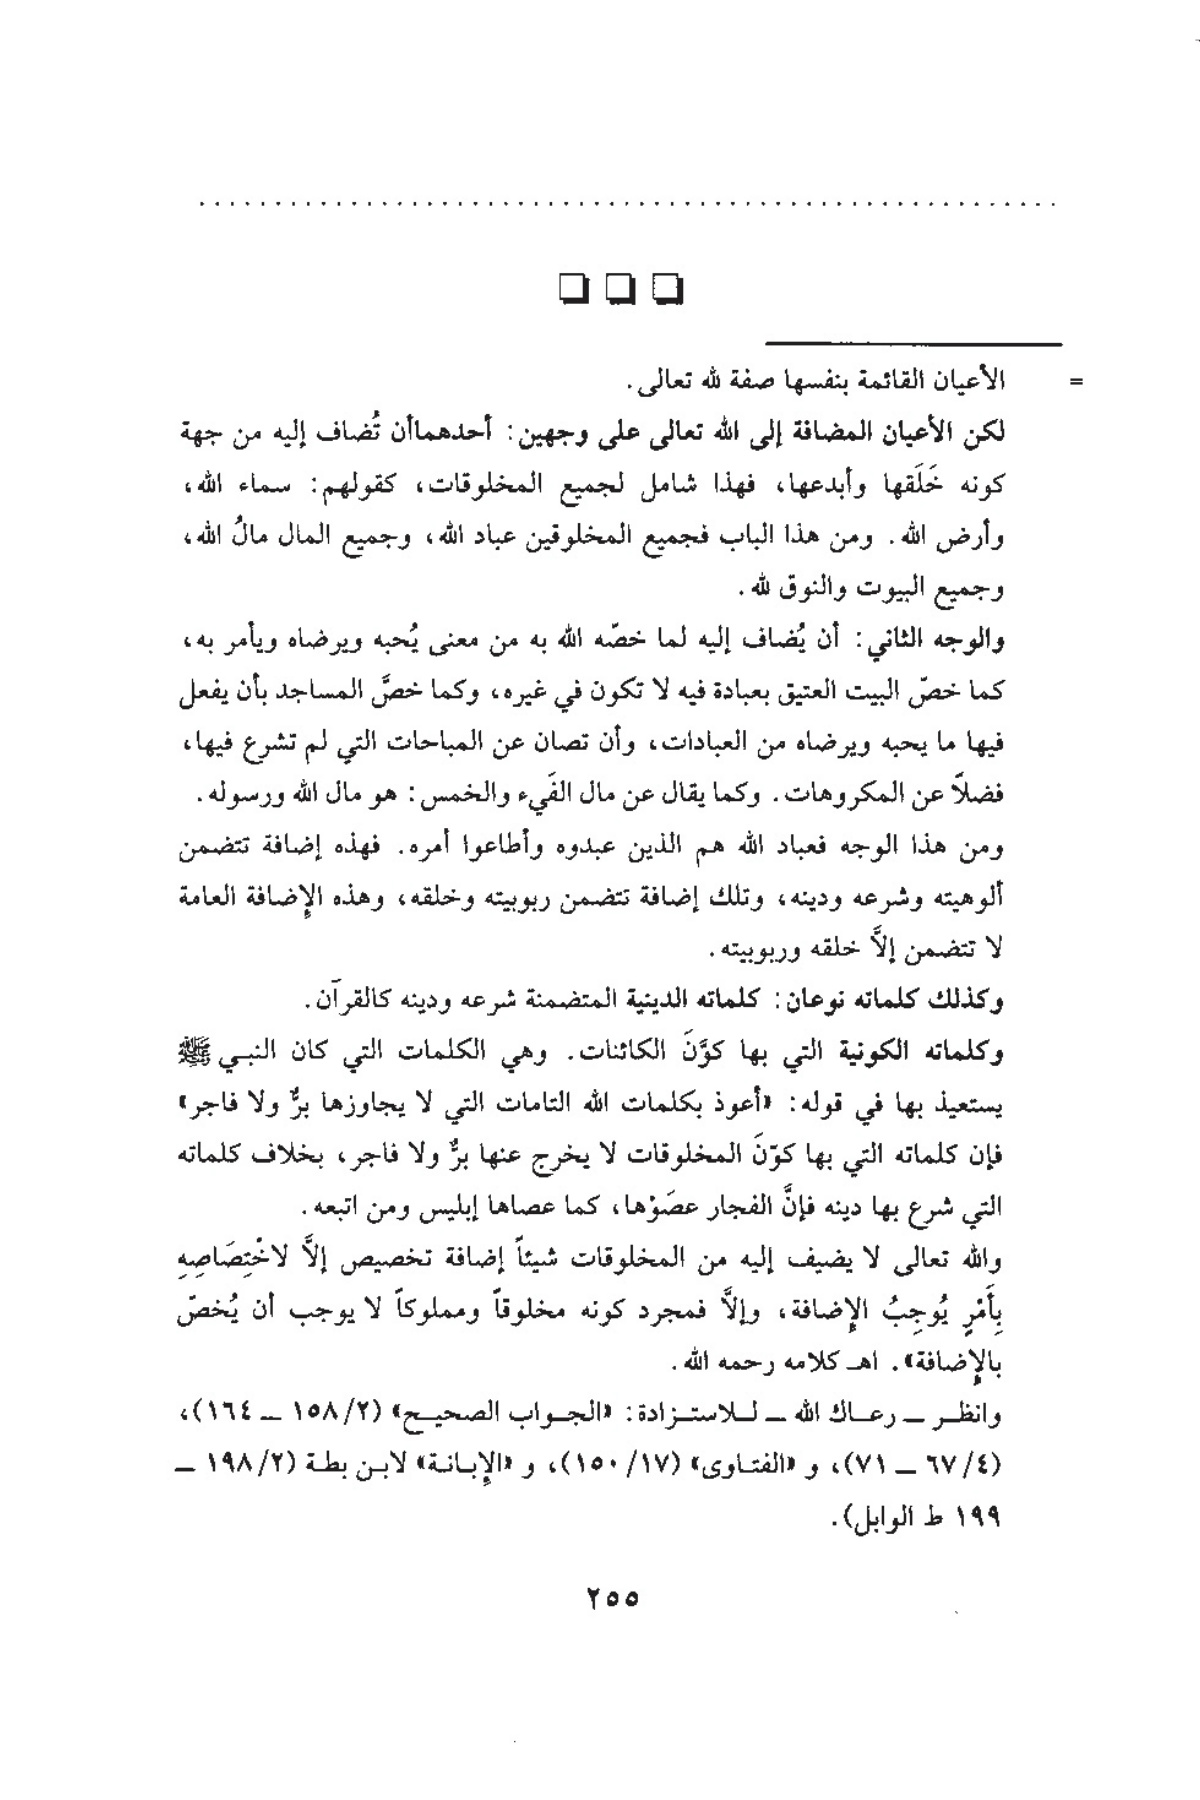 = الأعيان القائمة بنفسها صفة لله تعالى.
لكن الأعيان المضافة إلى الله تعالى على وجهين: أحدهماأن تُضاف إليه من جهة
كونه خَلَقها وأبدعها، فهذا شامل لجميع المخلوقات، كقولهم: سماء الله،
وأرض الله. ومن هذا الباب فجميع المخلوقين عباد الله، وجميع المال مالُ الله،
وجميع البيوت والنوق لله.
والوجه الثاني: أن يُضاف إليه لما خصّه الله به من معنى يُحبه ويرضاه ويأمر به،
كما خصّ البيت العتيق بعبادة فيه لا تكون في غيره، وكما خصَّ المساجد بأن يفعل
فيها ما يحبه ويرضاه من العبادات، وأن تصان عن المباحات التي لم تشرع فيها،
فضلاً عن المكروهات. وكما يقال عن مال الفَيء والخمس: هو مال الله ورسوله.
ومن هذا الوجه فعباد الله هم الذين عبدوه وأطاعوا أمره. فهذه إضافة تتضمن
ألوهيته وشرعه ودينه، وتلك إضافة تتضمن ربوبيته وخلقه، وهذه الإضافة العامة
لا تتضمن إلاَّ خلقه وربوبيته.
وكذلك كلماته نوعان: كلماته الدينية المتضمنة شرعه ودينه كالقرآن.
وكلماته الكونية التي بها كوَّنَ الكائنات. وهي الكلمات التي كان النبي ﷺ
يستعيذ بها في قوله: «أعوذ بكلمات الله التامات التي لا يجاوزها برٌّ ولا فاجر»
فإن كلماته التي بها كوّنَ المخلوقات لا يخرج عنها برٌّ ولا فاجر، بخلاف كلماته
التي شرع بها دينه فإنَّ الفجار عصَوْها، كما عصاها إبليس ومن اتبعه.
والله تعالى لا يضيف إليه من المخلوقات شيئاً إضافة تخصيص إلاَّ لاخْتِصَاصِهِ
بِأَمْرٍ يُوجِبُ الإضافة، وإلاَّ فمجرد كونه مخلوقاً ومملوكاً لا يوجب أن يُخصّ
بالإضافة». اهـ كلامه رحمه الله.
وانظر ــ رعاك الله ــ للاستزادة: «الجواب الصحيح» (٢/ ١٥٨ ــ ١٦٤)،
(٤/ ٦٧ ــ ٧١)، و «الفتاوى» (١٧/ ١٥٠)، و «الإبانة» لابن بطة (٢/ ١٩٨ ــ
١٩٩ ط الوابل).
٢٥٥